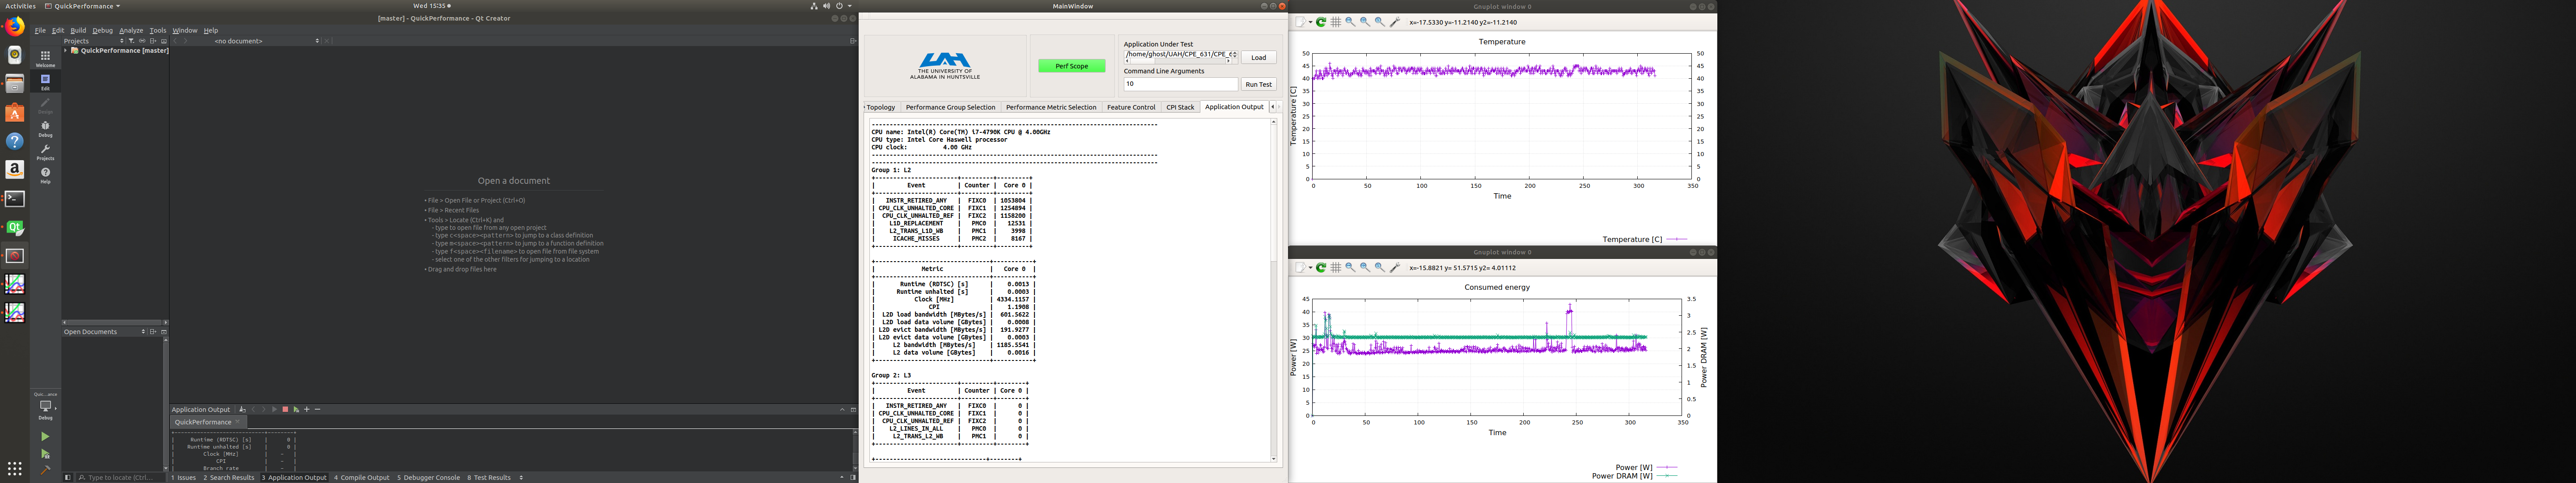 Activities QuickPerformance
Wed 15:35
[master] - QuickPerformance - Qt Creator
File Edit Build Debug Analyze Tools Window Help
Projects
<no document>
QuickPerformance [master]
Welcome
Edit
Design
Debug
Projects
Help
Open a document
• File > Open File or Project (Ctrl+O)
• File > Recent Files
• Tools > Locate (Ctrl+K) and
- type to open file from any open project
- type c<space><pattern> to jump to a class definition
- type m<space><pattern> to jump to a function definition
- type f<space><filename> to open file from file system
- select one of the other filters for jumping to a location
• Drag and drop files here
Open Documents
Quic...ance
Debug
Application Output
QuickPerformance
| Runtime (RDTSC) [s] | 0 |
| Runtime unhalted [s] | 0 |
| Clock [MHz] | - |
| CPI | - |
| Branch rate | - |
Type to locate (Ctrl...
1 Issues 2 Search Results 3 Application Output 4 Compile Output 5 Debugger Console 8 Test Results
MainWindow
UAH
THE UNIVERSITY OF
ALABAMA IN HUNTSVILLE
Perf Scope
Application Under Test
/home/ghost/UAH/CPE_631/CPE_6
Load
Command Line Arguments
10
Run Test
Topology Performance Group Selection Performance Metric Selection Feature Control CPI Stack Application Output
--------------------------------------------------------------------------------
CPU name: Intel(R) Core(TM) i7-4790K CPU @ 4.00GHz
CPU type: Intel Core Haswell processor
CPU clock: 4.00 GHz
--------------------------------------------------------------------------------
--------------------------------------------------------------------------------
Group 1: L2
+-----------------------+---------+---------+
| Event | Counter | Core 0 |
+-----------------------+---------+---------+
| INSTR_RETIRED_ANY | FIXC0 | 1053804 |
| CPU_CLK_UNHALTED_CORE | FIXC1 | 1254894 |
| CPU_CLK_UNHALTED_REF | FIXC2 | 1158200 |
| L1D_REPLACEMENT | PMC0 | 12531 |
| L2_TRANS_L1D_WB | PMC1 | 3998 |
| ICACHE_MISSES | PMC2 | 8167 |
+-----------------------+---------+---------+
+--------------------------------+-----------+
| Metric | Core 0 |
+--------------------------------+-----------+
| Runtime (RDTSC) [s] | 0.0013 |
| Runtime unhalted [s] | 0.0003 |
| Clock [MHz] | 4334.1157 |
| CPI | 1.1908 |
| L2D load bandwidth [MBytes/s] | 601.5622 |
| L2D load data volume [GBytes] | 0.0008 |
| L2D evict bandwidth [MBytes/s] | 191.9277 |
| L2D evict data volume [GBytes] | 0.0003 |
| L2 bandwidth [MBytes/s] | 1185.5541 |
| L2 data volume [GBytes] | 0.0016 |
+--------------------------------+-----------+
Group 2: L3
+-----------------------+---------+--------+
| Event | Counter | Core 0 |
+-----------------------+---------+--------+
| INSTR_RETIRED_ANY | FIXC0 | 0 |
| CPU_CLK_UNHALTED_CORE | FIXC1 | 0 |
| CPU_CLK_UNHALTED_REF | FIXC2 | 0 |
| L2_LINES_IN_ALL | PMC0 | 0 |
| L2_TRANS_L2_WB | PMC1 | 0 |
+-----------------------+---------+--------+
+-------------------------------+--------+
Gnuplot window 0
x=-17.5330 y=-11.2140 y2=-11.2140
Temperature
50 45 40 35 30 25 20 15 10 5 0
Temperature [C]
50 45 40 35 30 25 20 15 10 5 0
0 50 100 150 200 250 300 350
Time
Temperature [C]
Gnuplot window 0
x=-15.8821 y= 51.5715 y2= 4.01112
Consumed energy
45 40 35 30 25 20 15 10 5 0
Power [W]
3.5 3 2.5 2 1.5 1 0.5 0
Power DRAM [W]
0 50 100 150 200 250 300 350
Time
Power [W]
Power DRAM [W]